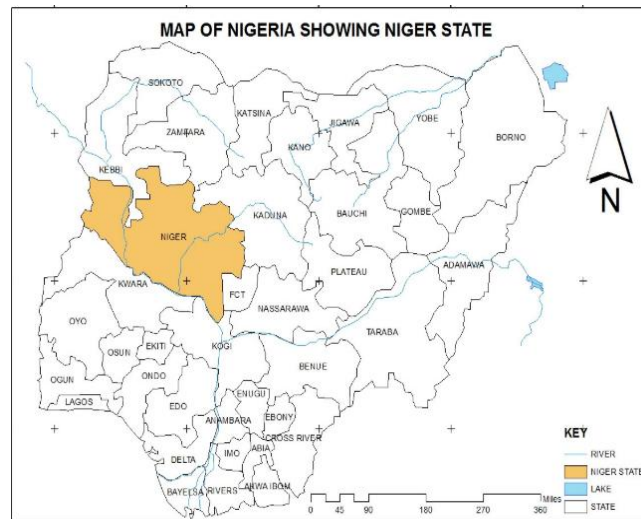 MAP OF NIGERIA SHOWING NIGER STATE
SOKOTO
KATSINA
ZAMFARA
JIGAWA
YOBE
KANO
BORNO
KEBBI
N
KADUNA
BAUCHI
GOMBE
NIGER
PLATEAU
ADAMAWA
KWARA
FCT
NASSARAWA
TARABA
OYO
KOGI
OSUN
EKITI
BENUE
OGUN
ONDO
LAGOS
ENUGU
EDO
EBONY
ANAMBARA
CROSS RIVER
DELTA
IMO
ABIA
BAYELSA
RIVERS
AKWA IBOM
KEY
RIVER
NIGER STATE
LAKE
STATE
Miles
0 45 90 180 270 360